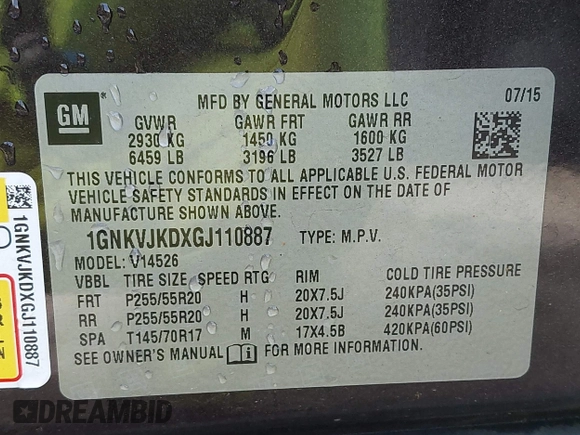 GM
MFD BY GENERAL MOTORS LLC
07/15
GVWR GAWR FRT GAWR RR
2930 KG 1450 KG 1600 KG
6459 LB 3196 LB 3527 LB
THIS VEHICLE CONFORMS TO ALL APPLICABLE U.S. FEDERAL MOTOR
VEHICLE SAFETY STANDARDS IN EFFECT ON THE DATE OF
MANUFACTURE SHOWN ABOVE.
1GNKVJKDXGJ110887 TYPE: M.P.V.
MODEL: V14526
VBBL TIRE SIZE SPEED RTG RIM COLD TIRE PRESSURE
FRT P255/55R20 H 20X7.5J 240KPA(35PSI)
RR P255/55R20 H 20X7.5J 240KPA(35PSI)
SPA T145/70R17 M 17X4.5B 420KPA(60PSI)
SEE OWNER'S MANUAL FOR MORE INFORMATION.
1GNKVJKDXGJ110887
DREAMBID